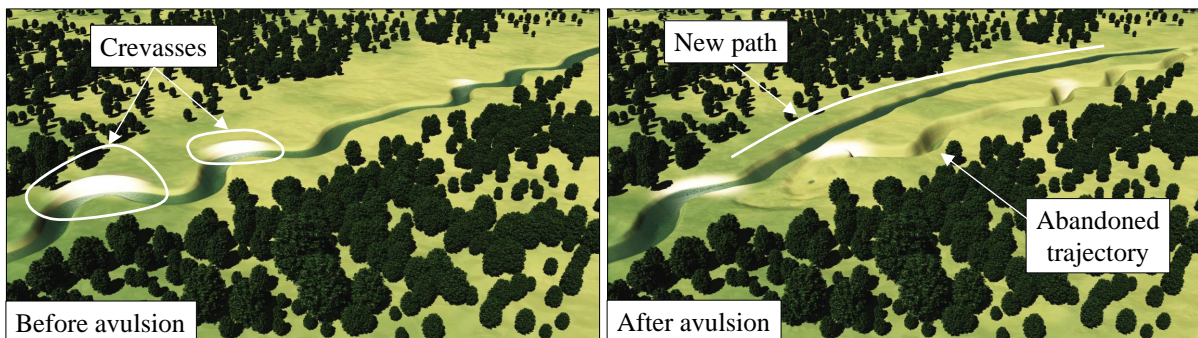 Crevasses
Before avulsion
New path
Abandoned
trajectory
After avulsion